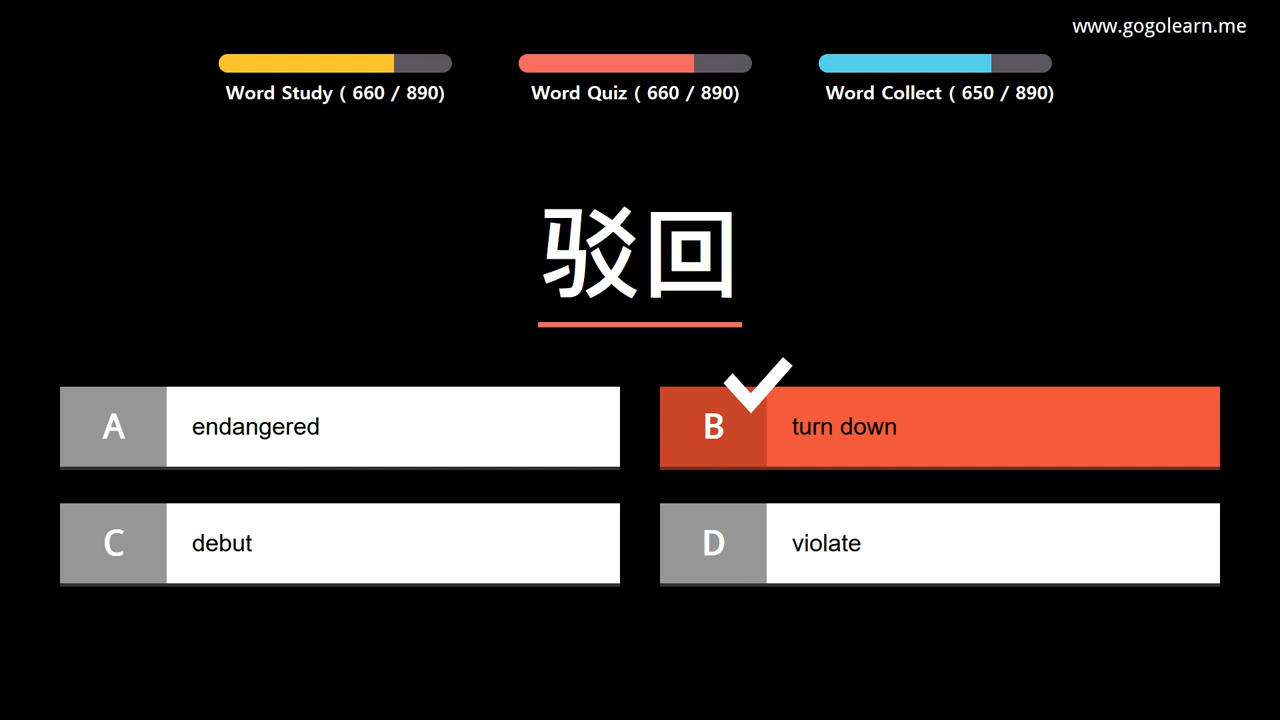 www.gogolearn.me
Word Study ( 660 / 890)
Word Quiz ( 660 / 890)
Word Collect ( 650 / 890)
驳回
A endangered
B turn down
C debut
D violate